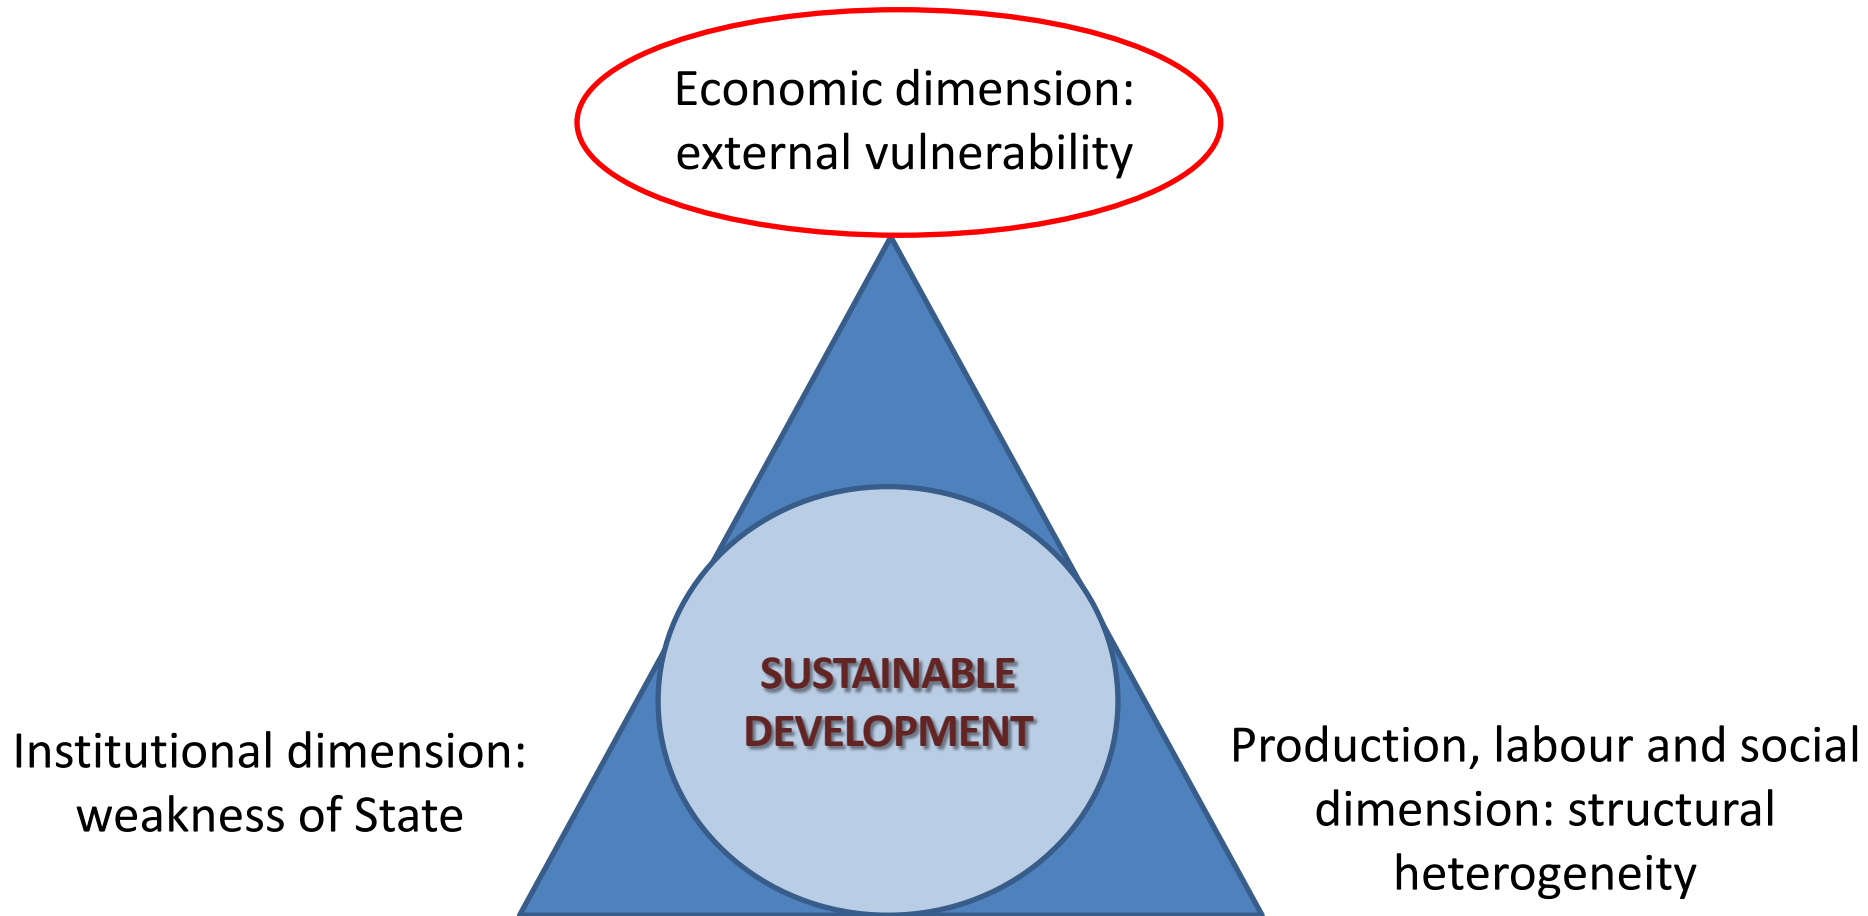 Economic dimension:
external vulnerability
SUSTAINABLE
DEVELOPMENT
Institutional dimension:
weakness of State
Production, labour and social
dimension: structural
heterogeneity